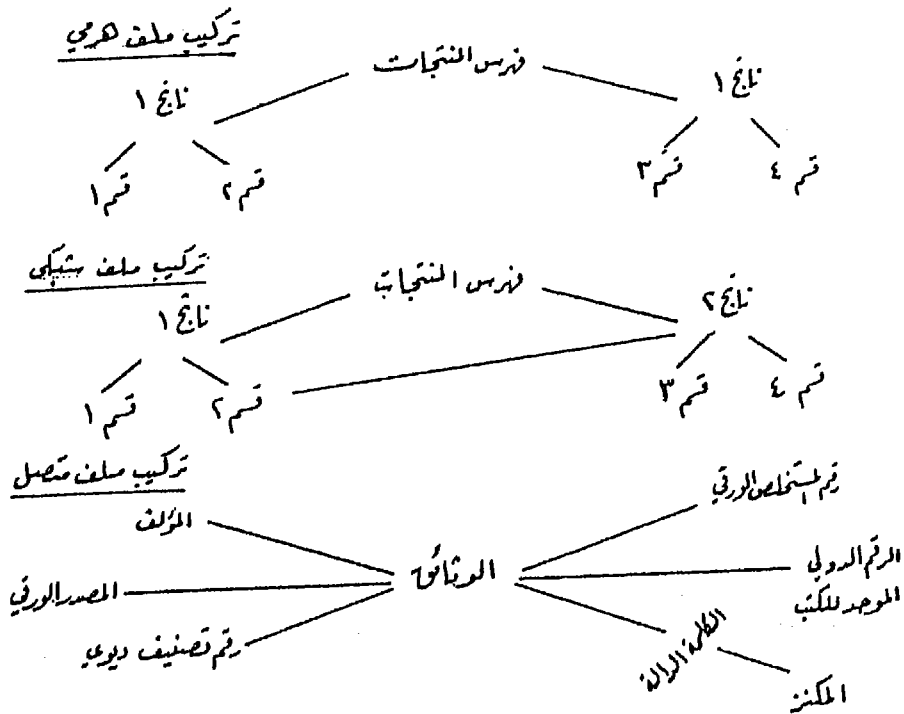 تركيب ملف هرمي
فهرس المنتجات
ناتج ١
ناتج ١
قسم ٤
قسم ٣
قسم ٢
قسم ١
تركيب ملف شبكي
فهرس المنتجات
ناتج ٢
ناتج ١
قسم ٤
قسم ٣
قسم ٢
قسم ١
تركيب ملف متصل
رقم المستخلص الورقي
المؤلف
الوثائق
الرقم الدولي
الموحد للكتب
المصدر الورقي
رقم تصنيف ديوي
الكلمة الدالة
المكنز